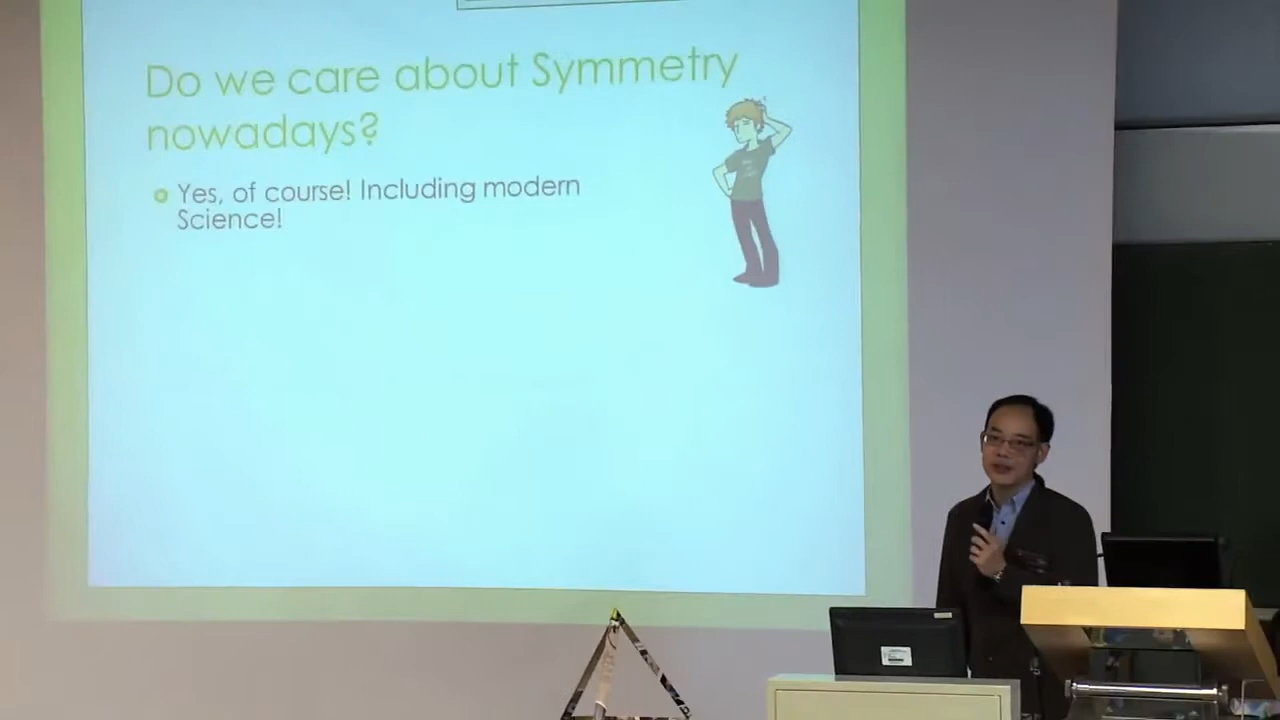 Do we care about Symmetry
nowadays?
Yes, of course! Including modern
Science!